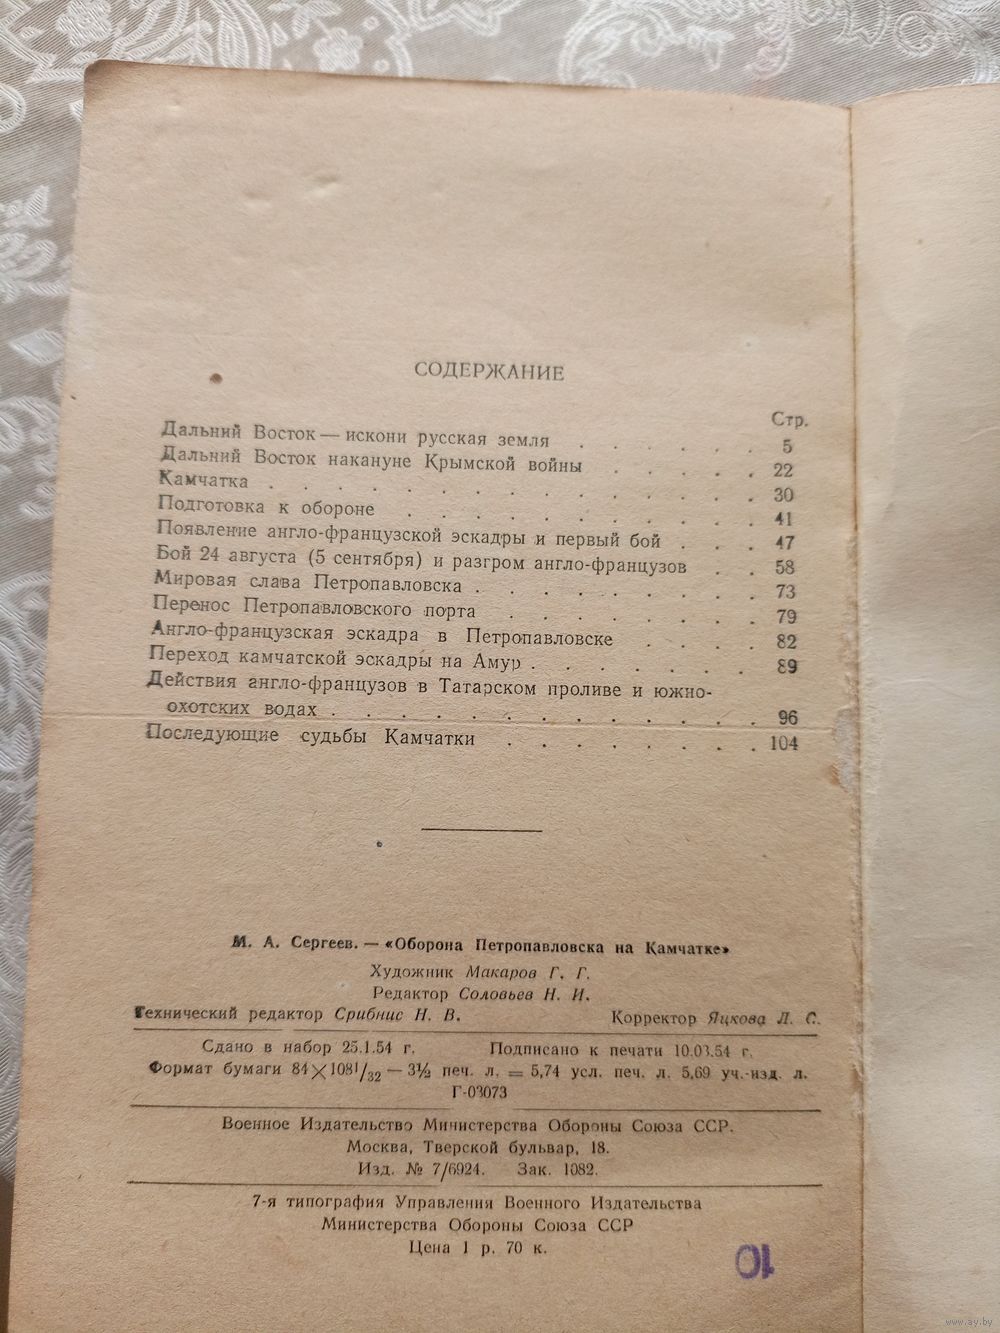 СОДЕРЖАНИЕ
Стр.
Дальний Восток — искони русская земля . . . . . 5
Дальний Восток накануне Крымской войны . . . . 22
Камчатка . . . . . . . . . . . . 30
Подготовка к обороне . . . . . . . . . 41
Появление англо-французской эскадры и первый бой . . . 47
Бой 24 августа (5 сентября) и разгром англо-французов . . 58
Мировая слава Петропавловска . . . . . . . . 73
Перенос Петропавловского порта . . . . . . . 79
Англо-французская эскадра в Петропавловске . . . . 82
Переход камчатской эскадры на Амур . . . . . . 89
Действия англо-французов в Татарском проливе и южно-
охотских водах . . . . . . . . . . . 96
Последующие судьбы Камчатки . . . . . . . 104
М. А. Сергеев. — «Оборона Петропавловска на Камчатке»
Художник Макаров Г. Г.
Редактор Соловьев Н. И.
Технический редактор Срибнис Н. В. Корректор Яцкова Л. С.
Сдано в набор 25.1.54 г. Подписано к печати 10.03.54 г.
Формат бумаги 84×108¹/₃₂ — 3½ печ. л. = 5,74 усл. печ. л. 5,69 уч.-изд. л.
Г-03073
Военное Издательство Министерства Обороны Союза ССР.
Москва, Тверской бульвар, 18.
Изд. № 7/6924. Зак. 1082.
7-я типография Управления Военного Издательства
Министерства Обороны Союза ССР
Цена 1 р. 70 к.
10
www.ay.by